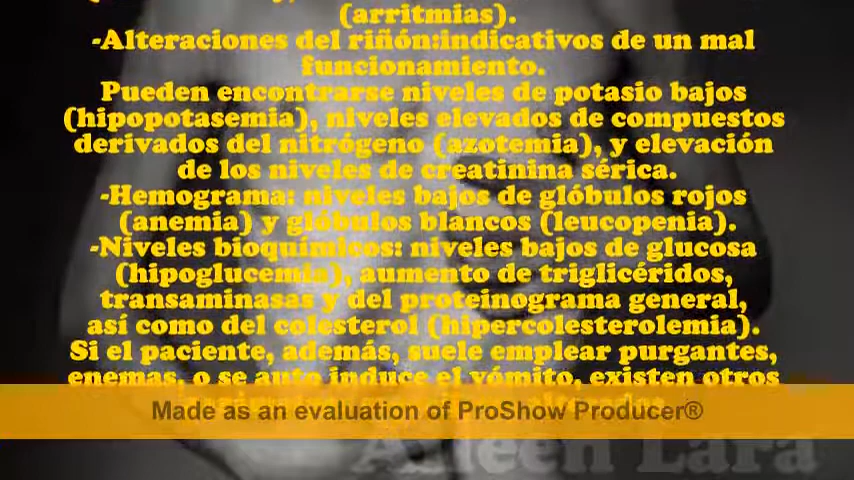 (arritmias).
-Alteraciones del riñón:indicativos de un mal
funcionamiento.
Pueden encontrarse niveles de potasio bajos
(hipopotasemia), niveles elevados de compuestos
derivados del nitrógeno (azotemia), y elevación
de los niveles de creatinina sérica.
-Hemograma: niveles bajos de glóbulos rojos
(anemia) y glóbulos blancos (leucopenia).
-Niveles bioquímicos: niveles bajos de glucosa
(hipoglucemia), aumento de triglicéridos,
transaminasas y del proteinograma general,
así como del colesterol (hipercolesterolemia).
Si el paciente, además, suele emplear purgantes,
enemas, o se auto induce el vómito, existen otros
Made as an evaluation of ProShow Producer®
Aileen Lara